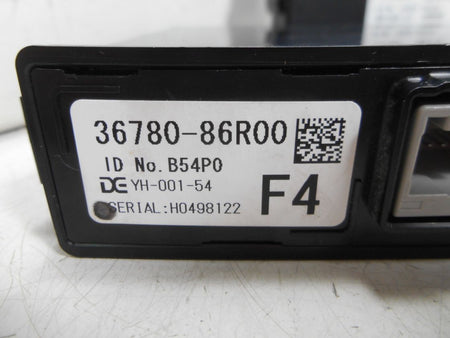 36780-86R00
ID No.B54P0
DE YH-001-54
SERIAL:H0498122
F4